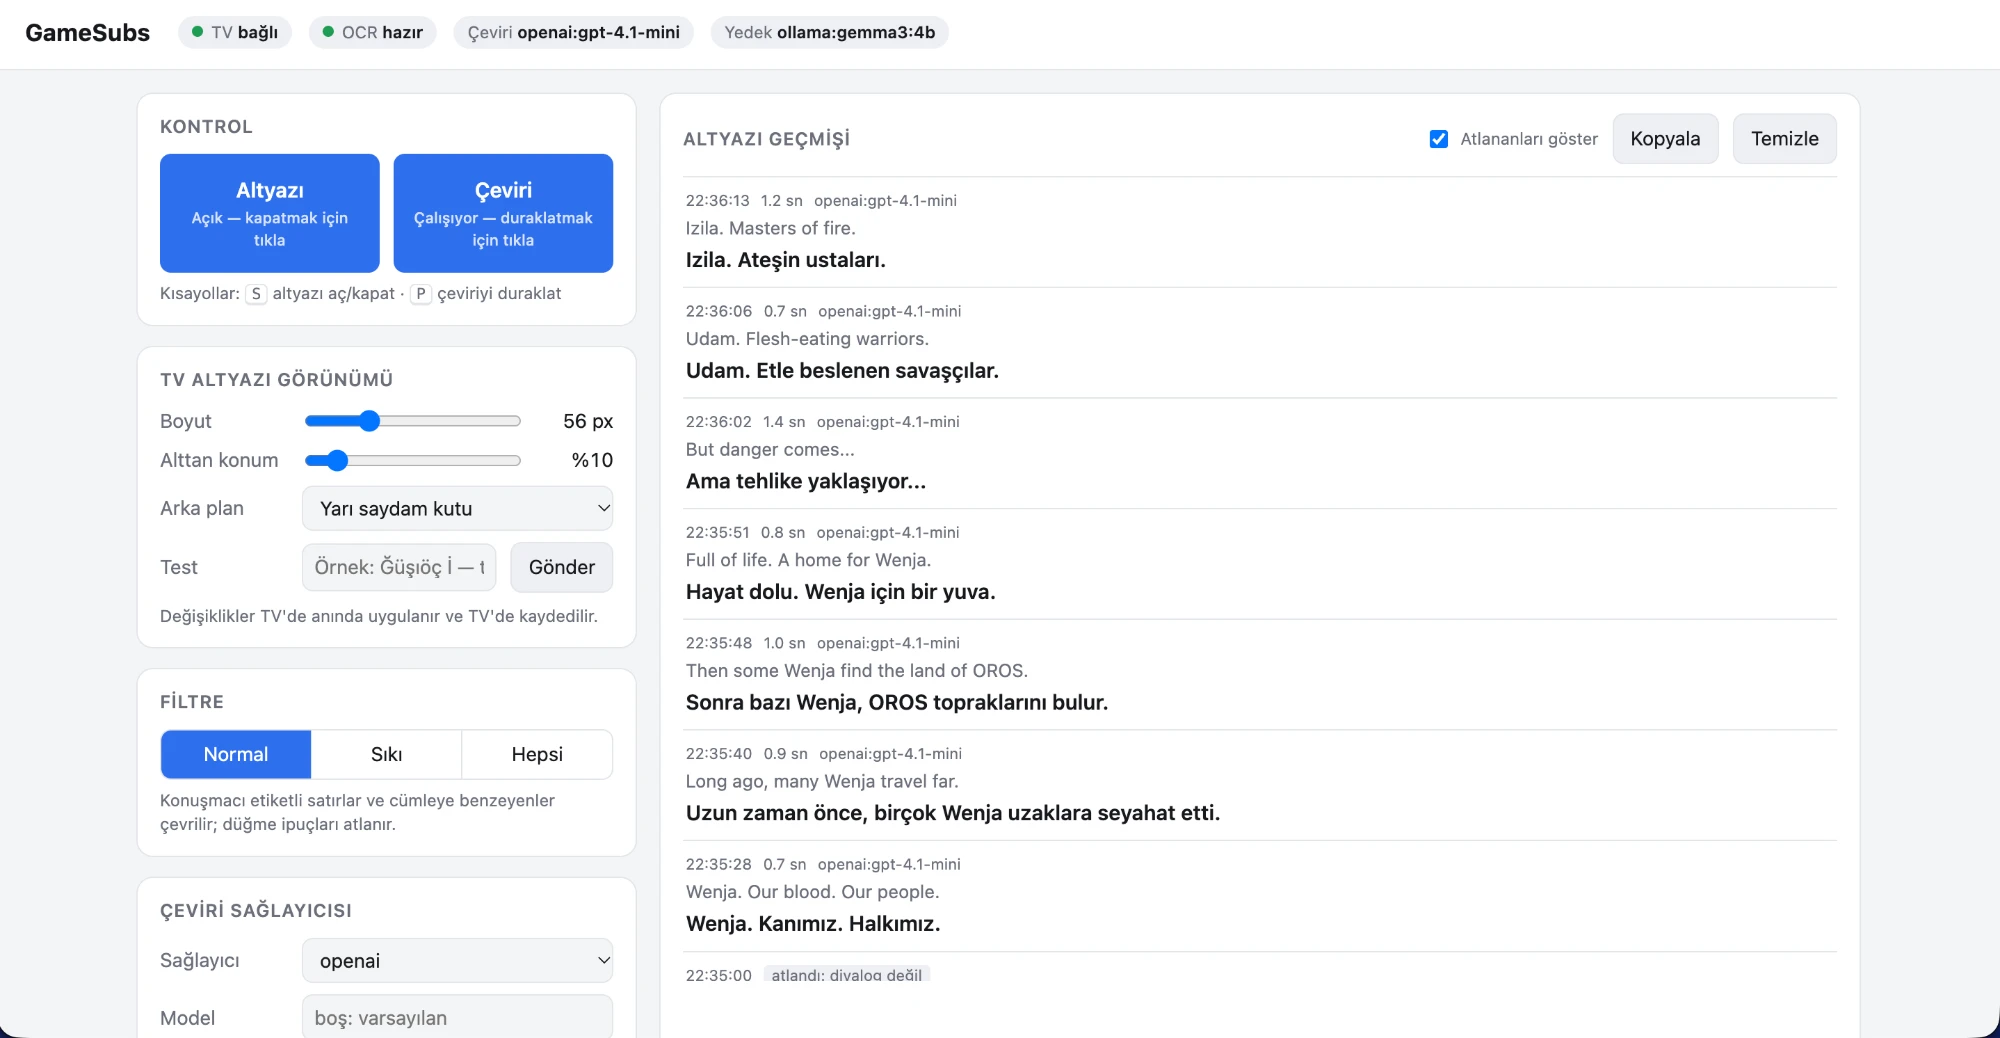 GameSubs
TV bağlı
OCR hazır
Çeviri openai:gpt-4.1-mini
Yedek ollama:gemma3:4b
KONTROL
Altyazı
Açık — kapatmak için
tıkla
Çeviri
Çalışıyor — duraklatmak
için tıkla
Kısayollar: S altyazı aç/kapat · P çeviriyi duraklat
TV ALTYAZI GÖRÜNÜMÜ
Boyut 56 px
Alttan konum %10
Arka plan Yarı saydam kutu
Test Örnek: Ğüşıöç İ — t Gönder
Değişiklikler TV'de anında uygulanır ve TV'de kaydedilir.
FİLTRE
Normal Sıkı Hepsi
Konuşmacı etiketli satırlar ve cümleye benzeyenler
çevrilir; düğme ipuçları atlanır.
ÇEVİRİ SAĞLAYICISI
Sağlayıcı openai
Model boş: varsayılan
ALTYAZI GEÇMİŞİ
Atlananları göster Kopyala Temizle
22:36:13 1.2 sn openai:gpt-4.1-mini
Izila. Masters of fire.
Izila. Ateşin ustaları.
22:36:06 0.7 sn openai:gpt-4.1-mini
Udam. Flesh-eating warriors.
Udam. Etle beslenen savaşçılar.
22:36:02 1.4 sn openai:gpt-4.1-mini
But danger comes...
Ama tehlike yaklaşıyor...
22:35:51 0.8 sn openai:gpt-4.1-mini
Full of life. A home for Wenja.
Hayat dolu. Wenja için bir yuva.
22:35:48 1.0 sn openai:gpt-4.1-mini
Then some Wenja find the land of OROS.
Sonra bazı Wenja, OROS topraklarını bulur.
22:35:40 0.9 sn openai:gpt-4.1-mini
Long ago, many Wenja travel far.
Uzun zaman önce, birçok Wenja uzaklara seyahat etti.
22:35:28 0.7 sn openai:gpt-4.1-mini
Wenja. Our blood. Our people.
Wenja. Kanımız. Halkımız.
22:35:00 atlandı: diyalog değil